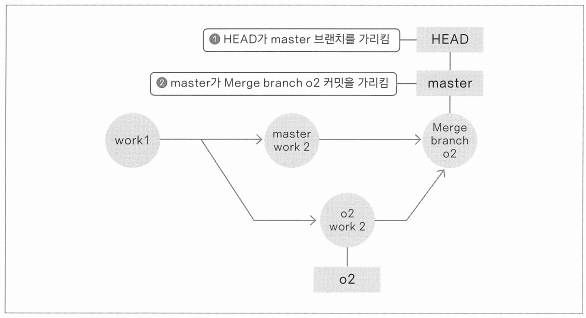 ❶ HEAD가 master 브랜치를 가리킴
HEAD
❷ master가 Merge branch o2 커밋을 가리킴
master
work1
master
work 2
Merge
branch
o2
o2
work 2
o2